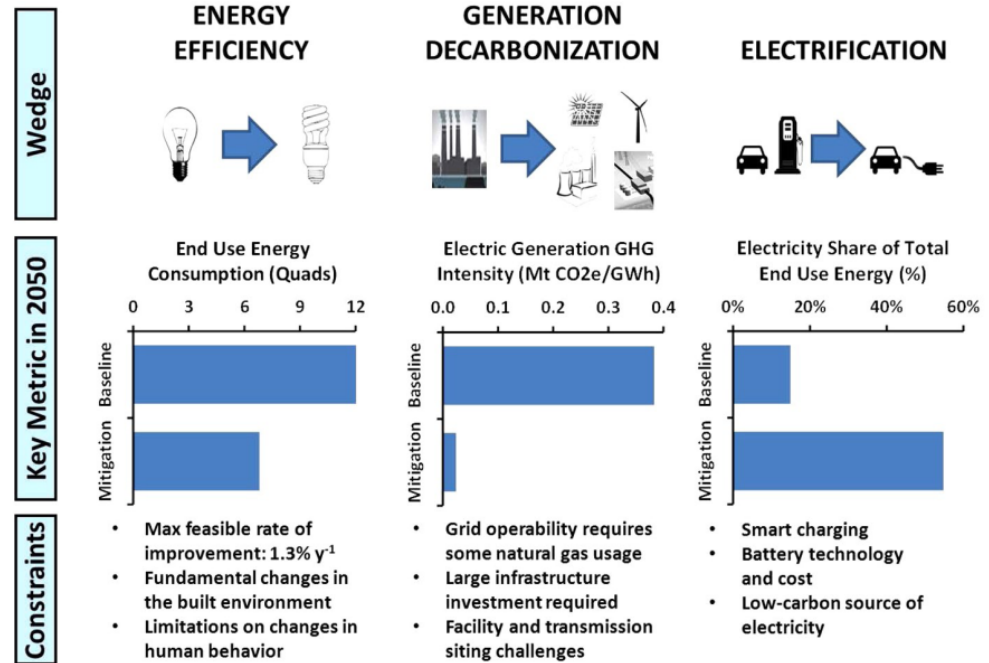 ENERGY
EFFICIENCY
GENERATION
DECARBONIZATION
ELECTRIFICATION
Wedge
Key Metric in 2050
End Use Energy
Consumption (Quads)
0 3 6 9 12
Baseline
Mitigation
Electric Generation GHG
Intensity (Mt CO2e/GWh)
0.0 0.1 0.2 0.3 0.4
Baseline
Mitigation
Electricity Share of Total
End Use Energy (%)
0% 20% 40% 60%
Baseline
Mitigation
Constraints
• Max feasible rate of
improvement: 1.3% y⁻¹
• Fundamental changes in
the built environment
• Limitations on changes in
human behavior
• Grid operability requires
some natural gas usage
• Large infrastructure
investment required
• Facility and transmission
siting challenges
• Smart charging
• Battery technology
and cost
• Low-carbon source of
electricity